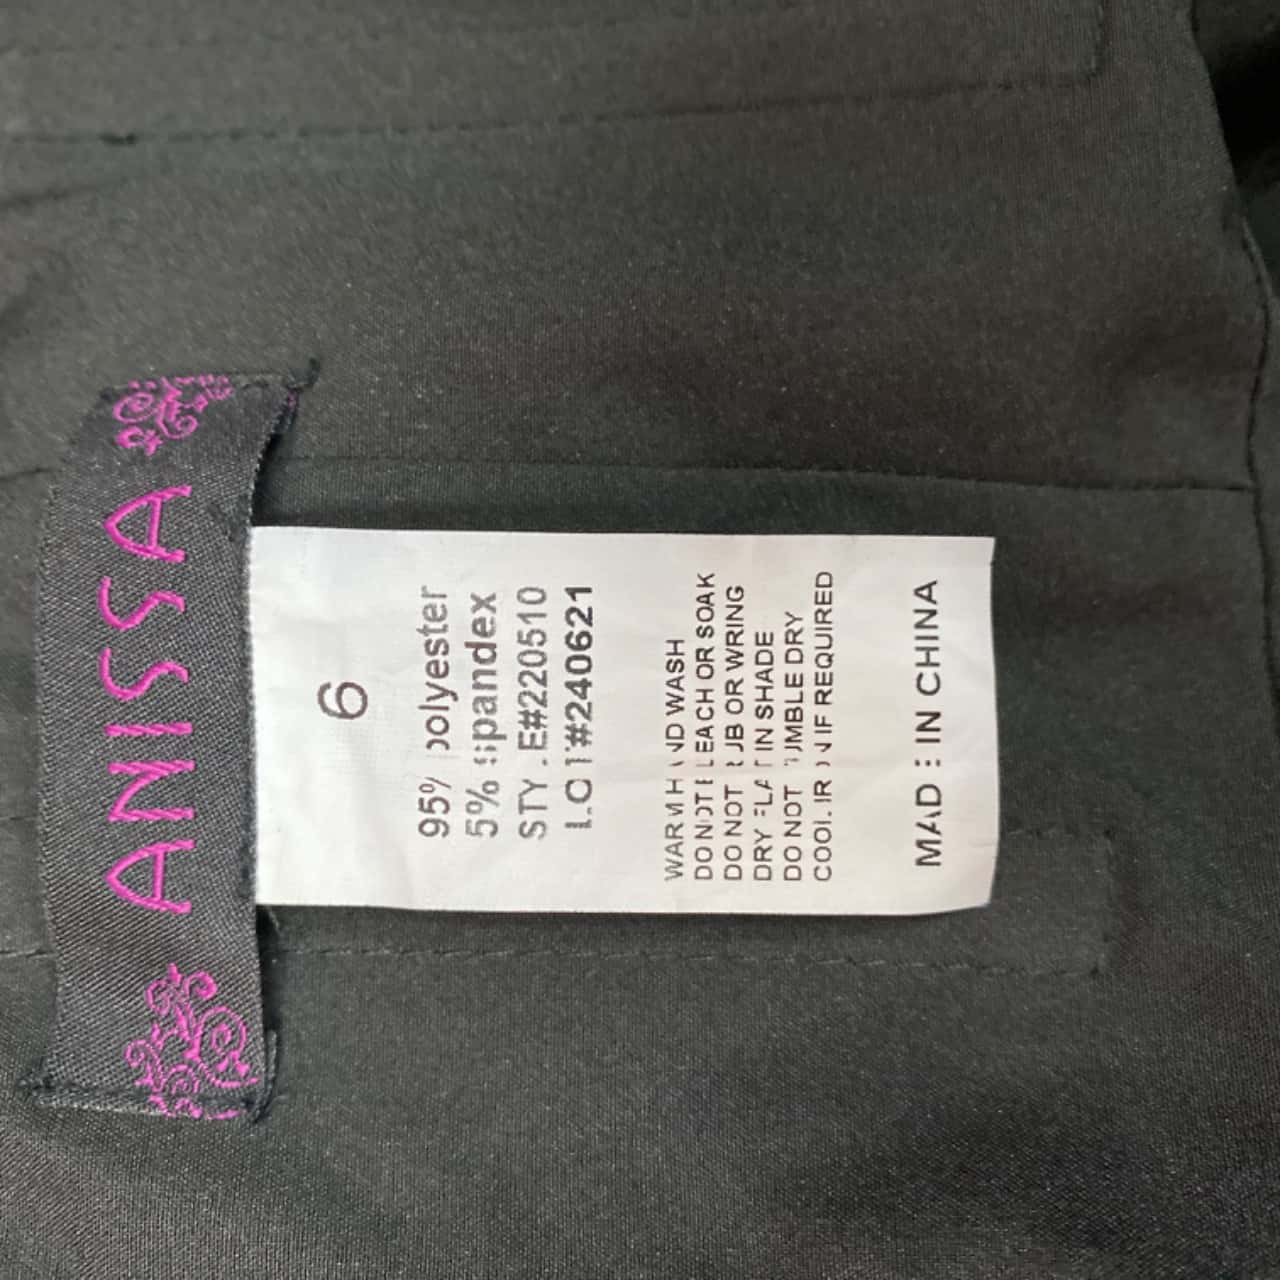 ANISSA
6
95% polyester
5% spandex
STYLE#220510
LOT#240621
WARM HAND WASH
DO NOT BLEACH OR SOAK
DO NOT RUB OR WRING
DRY FLAT IN SHADE
DO NOT TUMBLE DRY
COOL IRON IF REQUIRED
MADE IN CHINA